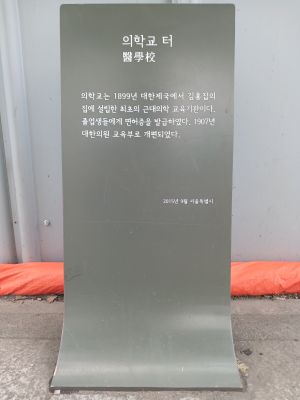 의학교 터
醫學校
의학교는 1899년 대한제국에서 김홍집의
집에 설립한 최초의 근대의학 교육기관이다.
졸업생들에게 면허증을 발급하였다. 1907년
대한의원 교육부로 개편되었다.
2015년 9월 서울특별시